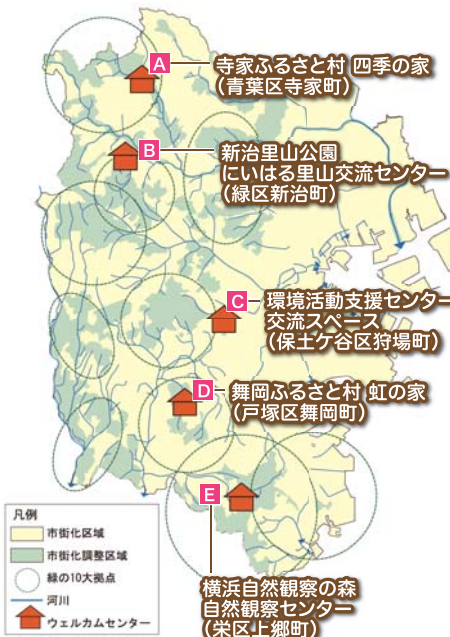 A
寺家ふるさと村 四季の家
(青葉区寺家町)
B
新治里山公園
にいはる里山交流センター
(緑区新治町)
C
環境活動支援センター
交流スペース
(保土ケ谷区狩場町)
D
舞岡ふるさと村 虹の家
(戸塚区舞岡町)
E
横浜自然観察の森
自然観察センター
(栄区上郷町)
凡例
市街化区域
市街化調整区域
緑の10大拠点
河川
ウェルカムセンター